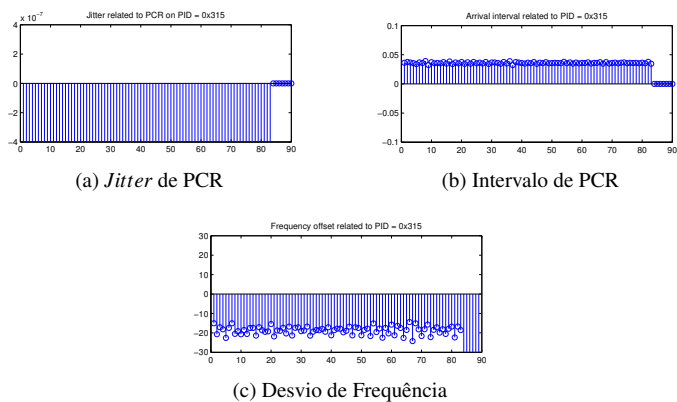 Jitter related to PCR on PID = 0x315
x 10⁻⁷
4
2
0
−2
−4
0 10 20 30 40 50 60 70 80 90
(a) Jitter de PCR
Arrival interval related to PID = 0x315
0.1
0.05
0
−0.05
−0.1
0 10 20 30 40 50 60 70 80 90
(b) Intervalo de PCR
Frequency offset related to PID = 0x315
30
20
10
0
−10
−20
−30
0 10 20 30 40 50 60 70 80 90
(c) Desvio de Frequência